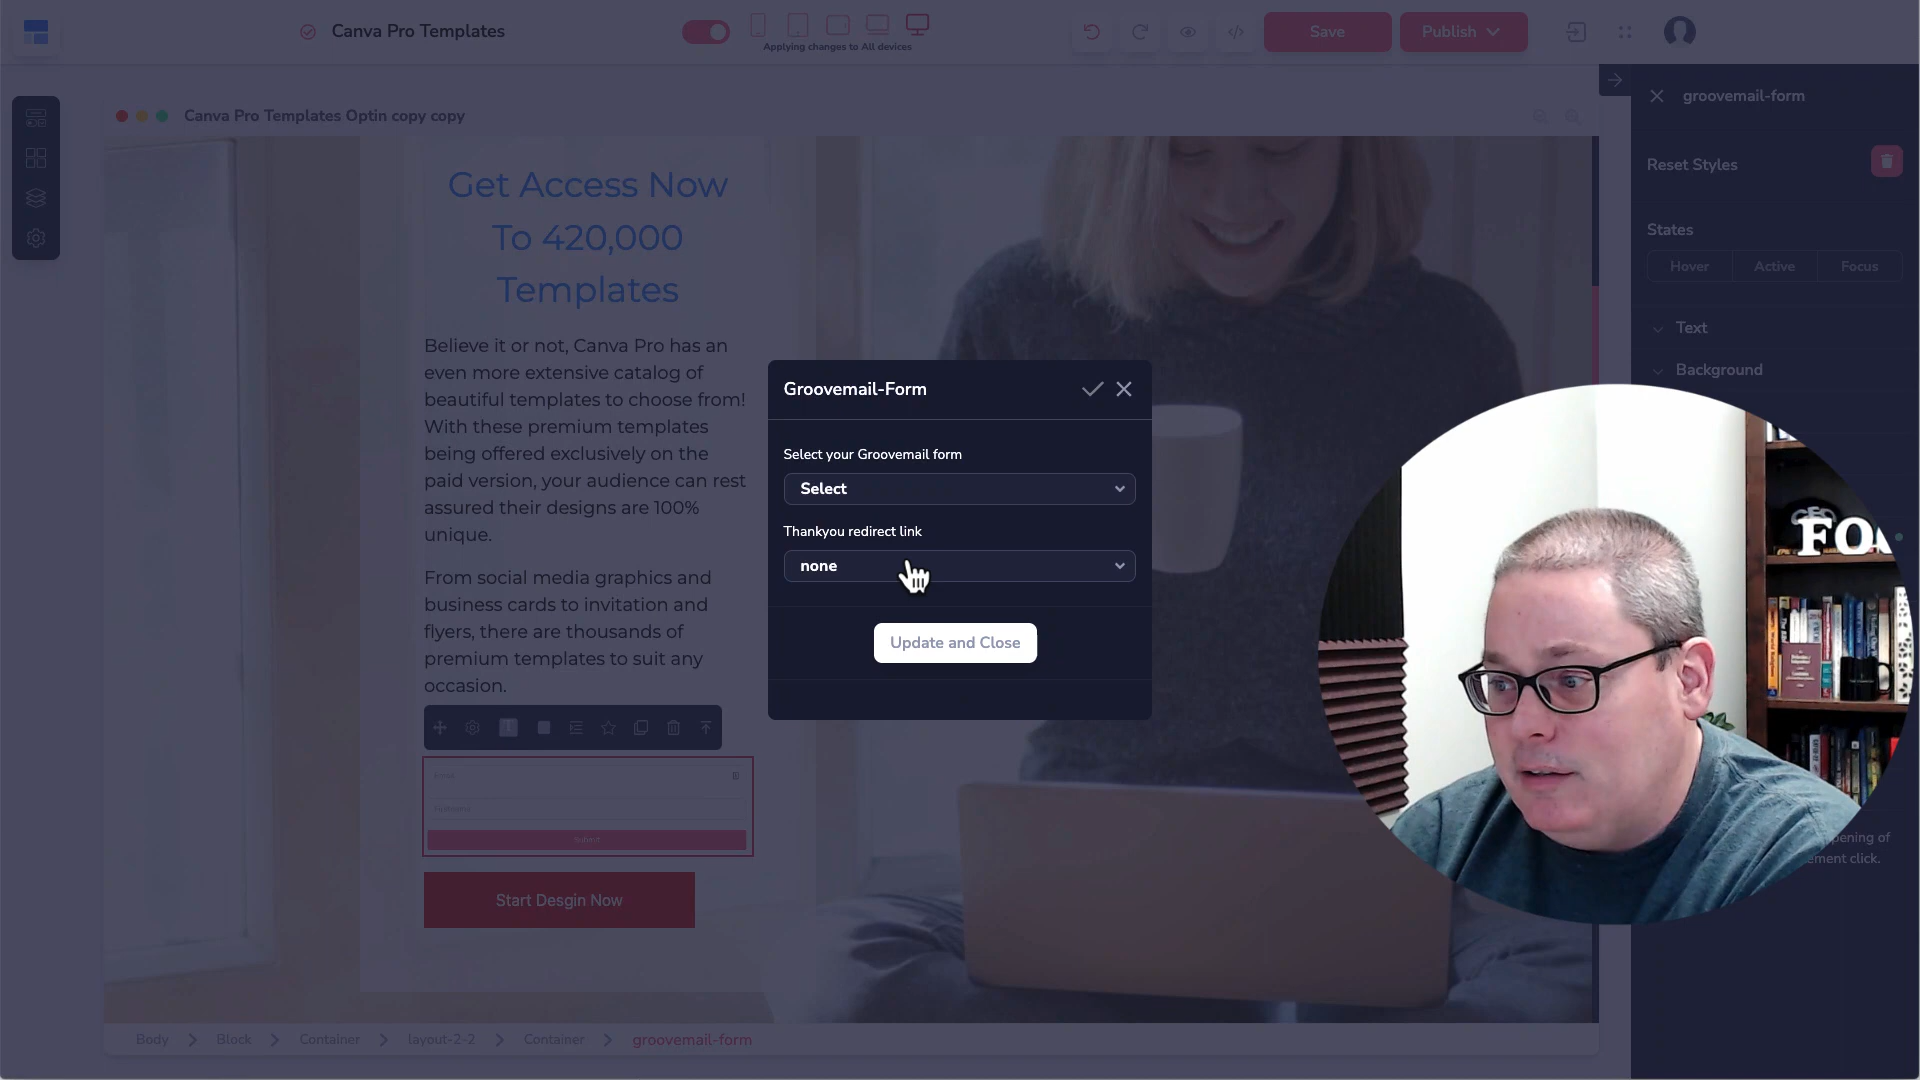 Canva Pro Templates
Applying changes to All devices
Save
Publish
Canva Pro Templates Optin copy copy
groovemail-form
Reset Styles
States
Hover
Active
Focus
Text
Background
Get Access Now
To 420,000
Templates
Believe it or not, Canva Pro has an
even more extensive catalog of
beautiful templates to choose from!
With these premium templates
being offered exclusively on the
paid version, your audience can rest
assured their designs are 100%
unique.
From social media graphics and
business cards to invitation and
flyers, there are thousands of
premium templates to suit any
occasion.
Groovemail-Form
Select your Groovemail form
Select
Thankyou redirect link
none
Update and Close
Email
Submit
Start Desgin Now
of
click.
Body
Block
Container
layout-2-2
Container
groovemail-form